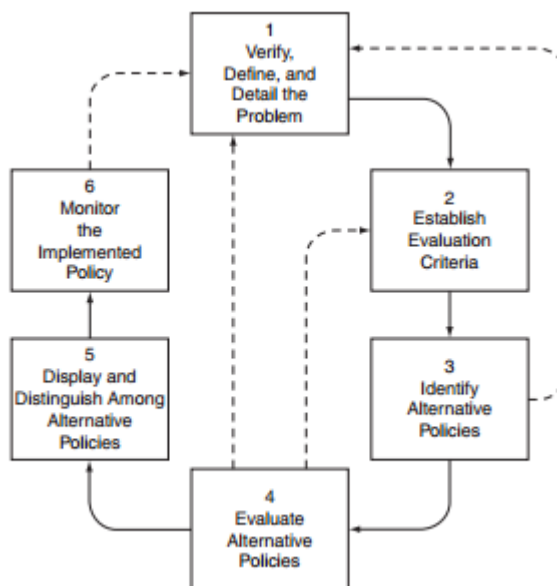 1
Verify,
Define, and
Detail the
Problem
2
Establish
Evaluation
Criteria
3
Identify
Alternative
Policies
4
Evaluate
Alternative
Policies
5
Display and
Distinguish Among
Alternative
Policies
6
Monitor
the
Implemented
Policy